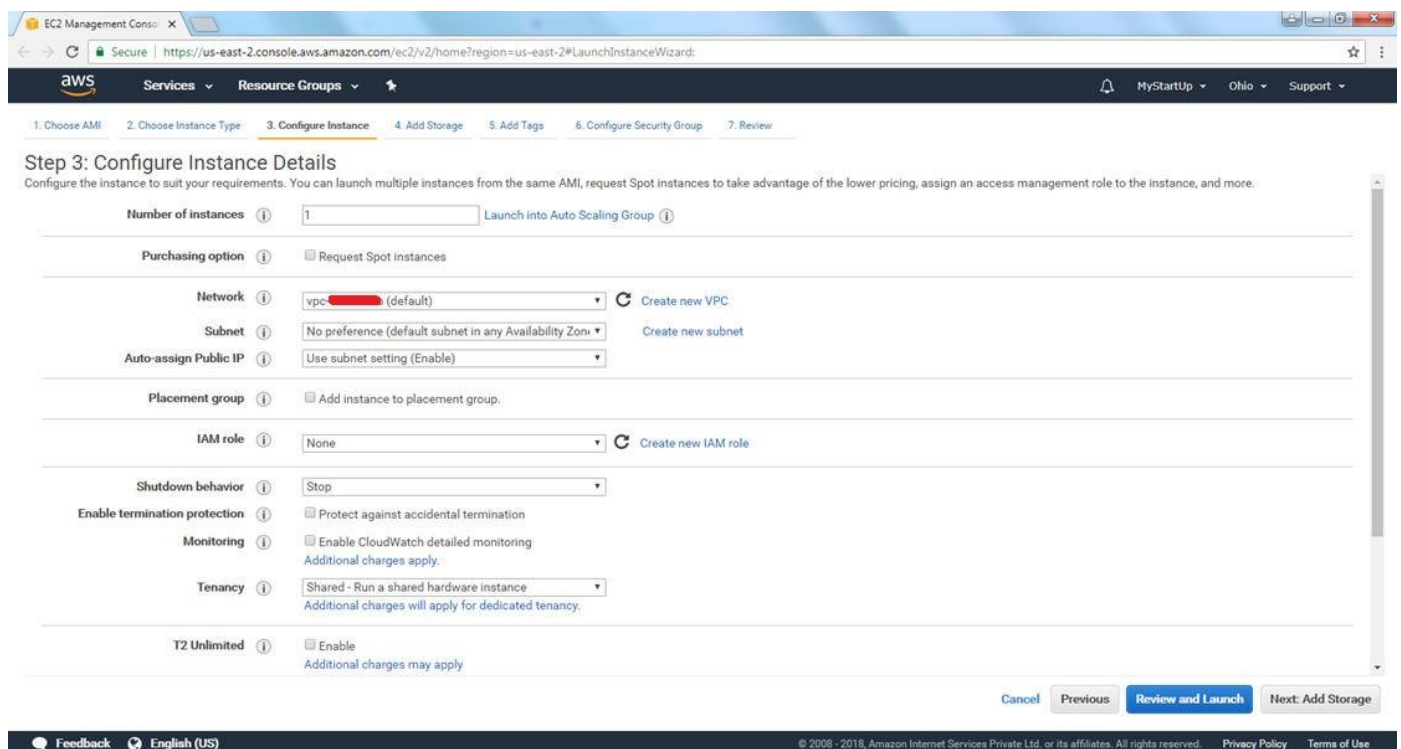 EC2 Management Conso
Secure | https://us-east-2.console.aws.amazon.com/ec2/v2/home?region=us-east-2#LaunchInstanceWizard:
aws Services Resource Groups MyStartUp Ohio Support
1. Choose AMI 2. Choose Instance Type 3. Configure Instance 4. Add Storage 5. Add Tags 6. Configure Security Group 7. Review
Step 3: Configure Instance Details
Configure the instance to suit your requirements. You can launch multiple instances from the same AMI, request Spot instances to take advantage of the lower pricing, assign an access management role to the instance, and more.
Number of instances 1 Launch into Auto Scaling Group
Purchasing option Request Spot instances
Network vpc- (default) Create new VPC
Subnet No preference (default subnet in any Availability Zon Create new subnet
Auto-assign Public IP Use subnet setting (Enable)
Placement group Add instance to placement group.
IAM role None Create new IAM role
Shutdown behavior Stop
Enable termination protection Protect against accidental termination
Monitoring Enable CloudWatch detailed monitoring
Additional charges apply.
Tenancy Shared - Run a shared hardware instance
Additional charges will apply for dedicated tenancy.
T2 Unlimited Enable
Additional charges may apply
Cancel Previous Review and Launch Next: Add Storage
Feedback English (US) © 2008 - 2018, Amazon Internet Services Private Ltd. or its affiliates. All rights reserved. Privacy Policy Terms of Use